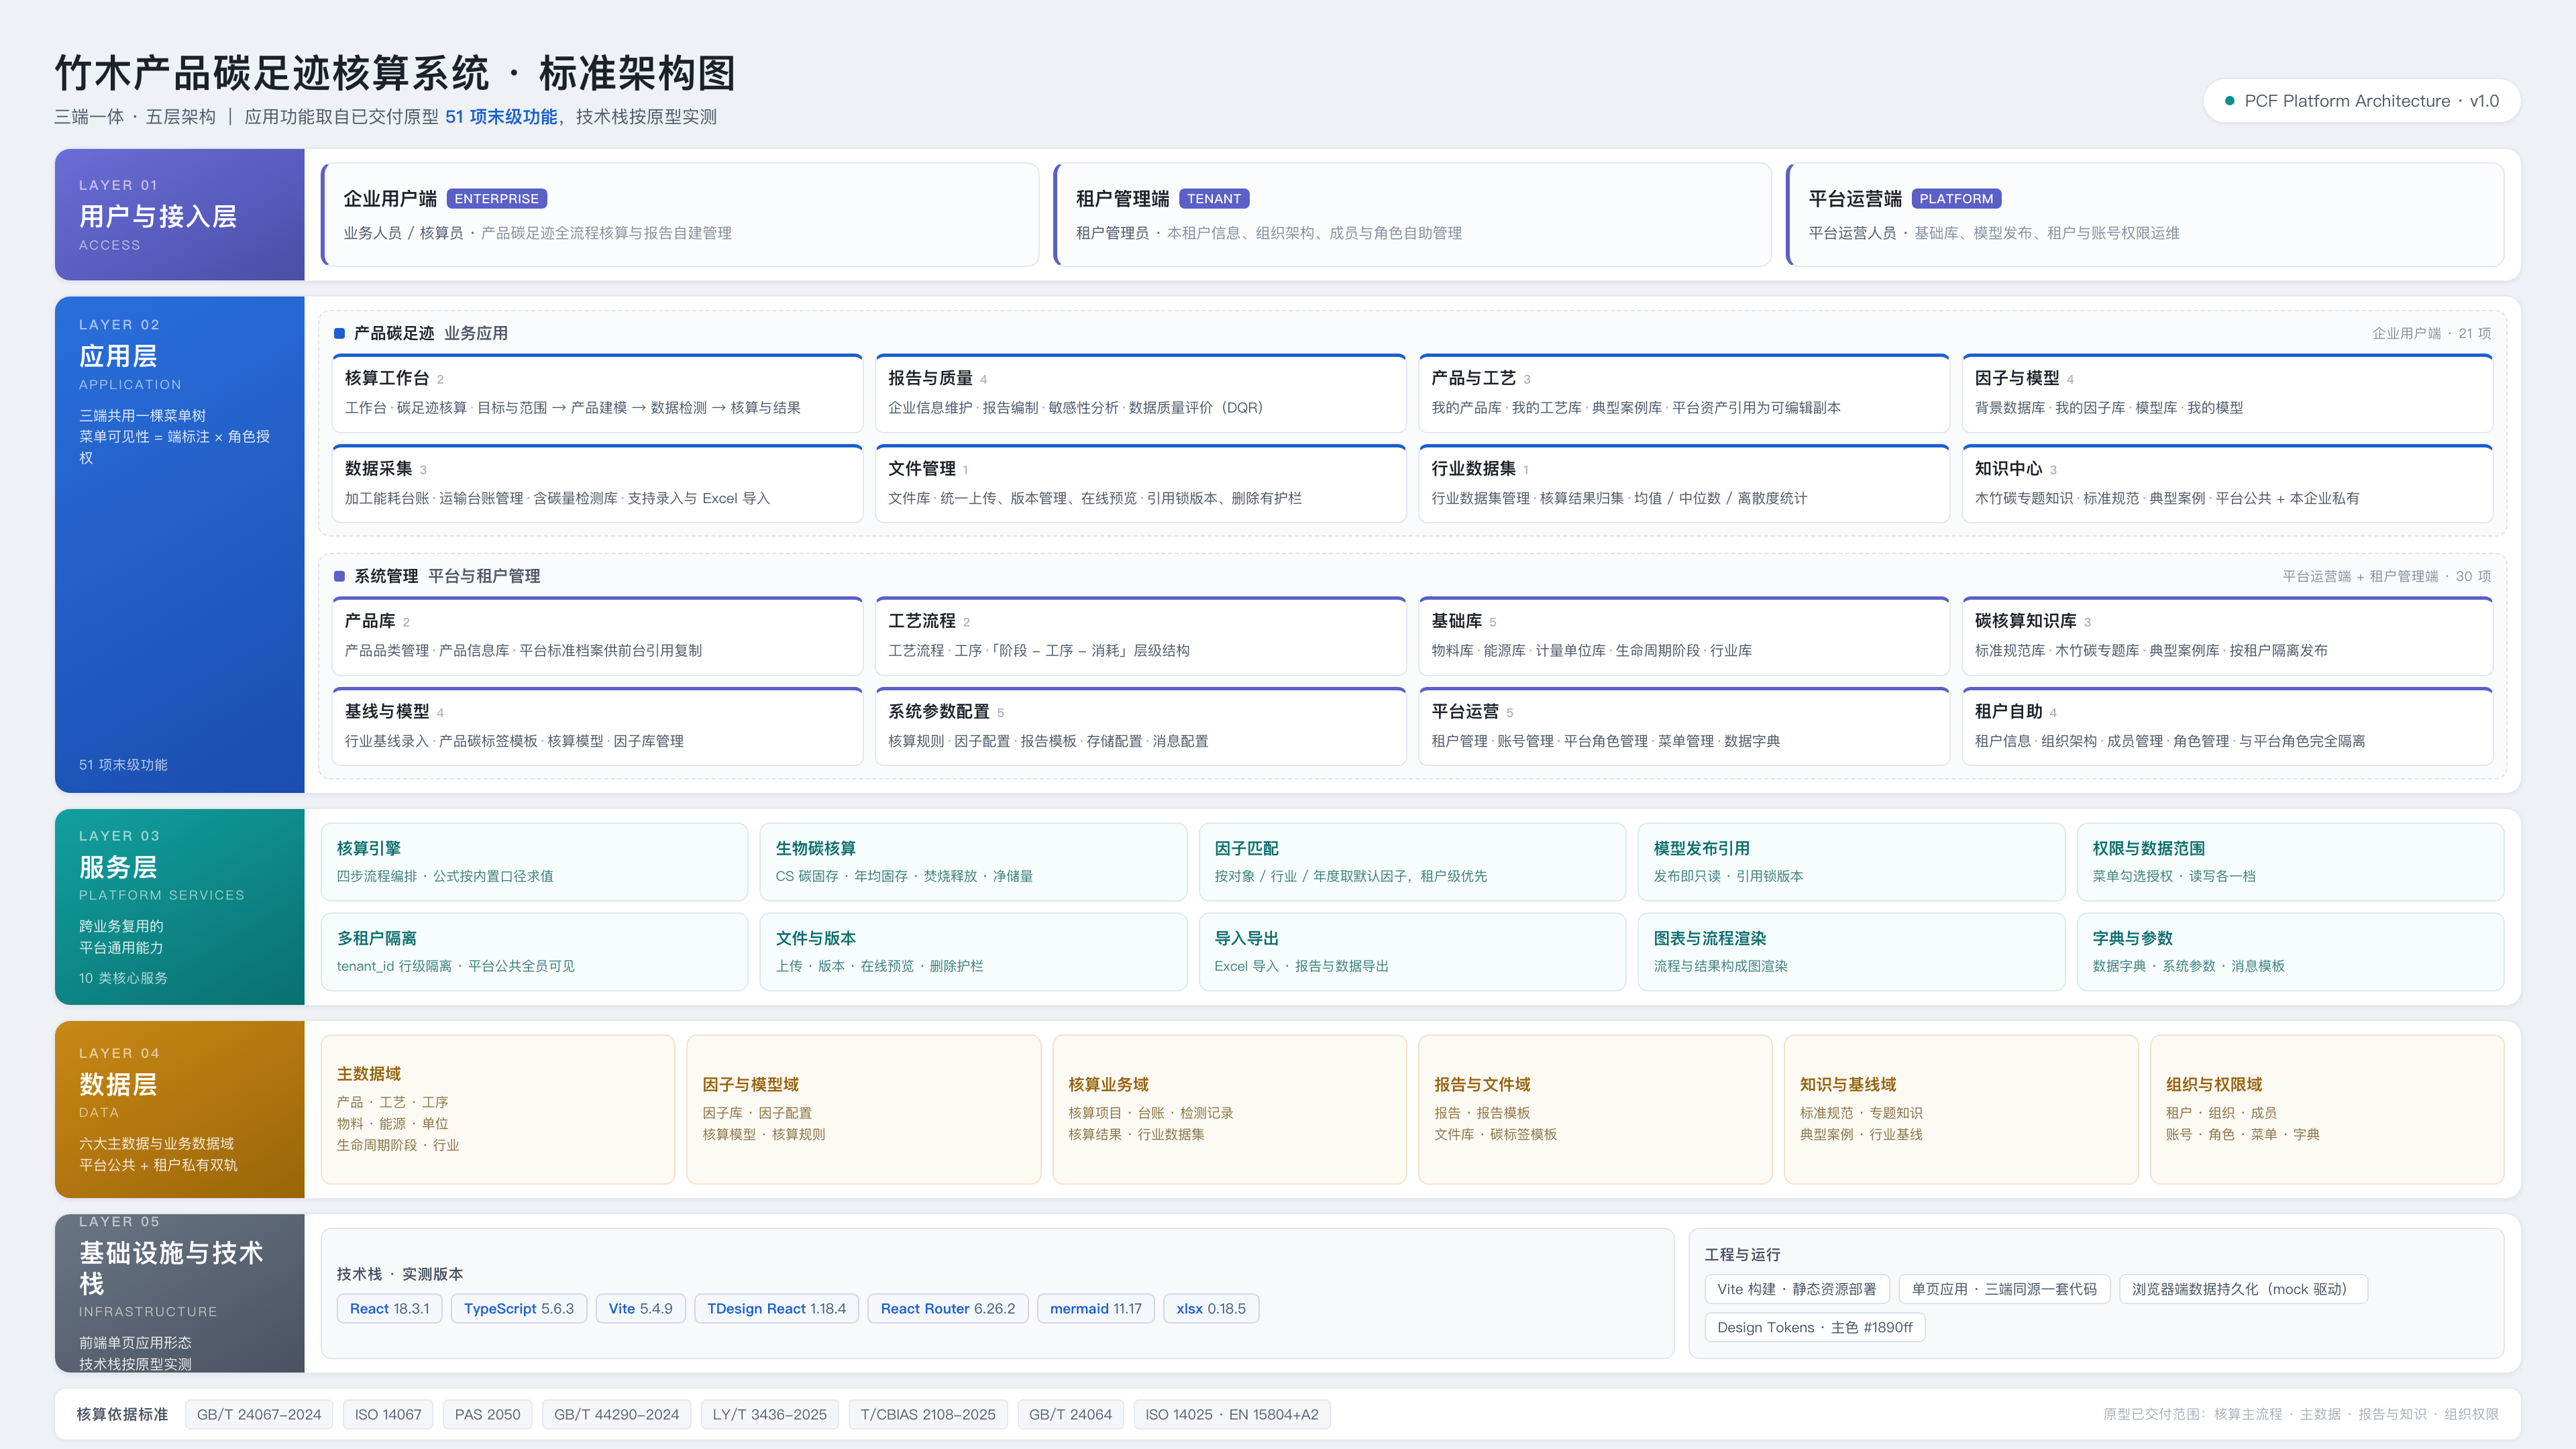 竹木产品碳足迹核算系统 · 标准架构图
三端一体 · 五层架构 | 应用功能取自已交付原型 51 项末级功能，技术栈按原型实测
PCF Platform Architecture · v1.0
LAYER 01
用户与接入层
ACCESS
企业用户端 ENTERPRISE
业务人员 / 核算员 · 产品碳足迹全流程核算与报告自建管理
租户管理端 TENANT
租户管理员 · 本租户信息、组织架构、成员与角色自助管理
平台运营端 PLATFORM
平台运营人员 · 基础库、模型发布、租户与账号权限运维
LAYER 02
应用层
APPLICATION
三端共用一棵菜单树
菜单可见性 = 端标注 × 角色授
权
51 项末级功能
产品碳足迹 业务应用
企业用户端 · 21 项
核算工作台 2
工作台 · 碳足迹核算 · 目标与范围 → 产品建模 → 数据检测 → 核算与结果
报告与质量 4
企业信息维护 · 报告编制 · 敏感性分析 · 数据质量评价（DQR）
产品与工艺 3
我的产品库 · 我的工艺库 · 典型案例库 · 平台资产引用为可编辑副本
因子与模型 4
背景数据库 · 我的因子库 · 模型库 · 我的模型
数据采集 3
加工能耗台账 · 运输台账管理 · 含碳量检测库 · 支持录入与 Excel 导入
文件管理 1
文件库 · 统一上传、版本管理、在线预览 · 引用锁版本、删除有护栏
行业数据集 1
行业数据集管理 · 核算结果归集 · 均值 / 中位数 / 离散度统计
知识中心 3
木竹碳专题知识 · 标准规范 · 典型案例 · 平台公共 + 本企业私有
系统管理 平台与租户管理
平台运营端 + 租户管理端 · 30 项
产品库 2
产品品类管理 · 产品信息库 · 平台标准档案供前台引用复制
工艺流程 2
工艺流程 · 工序 ·「阶段 – 工序 – 消耗」层级结构
基础库 5
物料库 · 能源库 · 计量单位库 · 生命周期阶段 · 行业库
碳核算知识库 3
标准规范库 · 木竹碳专题库 · 典型案例库 · 按租户隔离发布
基线与模型 4
行业基线录入 · 产品碳标签模板 · 核算模型 · 因子库管理
系统参数配置 5
核算规则 · 因子配置 · 报告模板 · 存储配置 · 消息配置
平台运营 5
租户管理 · 账号管理 · 平台角色管理 · 菜单管理 · 数据字典
租户自助 4
租户信息 · 组织架构 · 成员管理 · 角色管理 · 与平台角色完全隔离
LAYER 03
服务层
PLATFORM SERVICES
跨业务复用的
平台通用能力
10 类核心服务
核算引擎
四步流程编排 · 公式按内置口径求值
生物碳核算
CS 碳固存 · 年均固存 · 焚烧释放 · 净储量
因子匹配
按对象 / 行业 / 年度取默认因子，租户级优先
模型发布引用
发布即只读 · 引用锁版本
权限与数据范围
菜单勾选授权 · 读写各一档
多租户隔离
tenant_id 行级隔离 · 平台公共全员可见
文件与版本
上传 · 版本 · 在线预览 · 删除护栏
导入导出
Excel 导入 · 报告与数据导出
图表与流程渲染
流程与结果构成图渲染
字典与参数
数据字典 · 系统参数 · 消息模板
LAYER 04
数据层
DATA
六大主数据与业务数据域
平台公共 + 租户私有双轨
主数据域
产品 · 工艺 · 工序
物料 · 能源 · 单位
生命周期阶段 · 行业
因子与模型域
因子库 · 因子配置
核算模型 · 核算规则
核算业务域
核算项目 · 台账 · 检测记录
核算结果 · 行业数据集
报告与文件域
报告 · 报告模板
文件库 · 碳标签模板
知识与基线域
标准规范 · 专题知识
典型案例 · 行业基线
组织与权限域
租户 · 组织 · 成员
账号 · 角色 · 菜单 · 字典
LAYER 05
基础设施与技术
栈
INFRASTRUCTURE
前端单页应用形态
技术栈按原型实测
技术栈 · 实测版本
React 18.3.1
TypeScript 5.6.3
Vite 5.4.9
TDesign React 1.18.4
React Router 6.26.2
mermaid 11.17
xlsx 0.18.5
工程与运行
Vite 构建 · 静态资源部署
单页应用 · 三端同源一套代码
浏览器端数据持久化（mock 驱动）
Design Tokens · 主色 #1890ff
核算依据标准
GB/T 24067–2024
ISO 14067
PAS 2050
GB/T 44290–2024
LY/T 3436–2025
T/CBIAS 2108–2025
GB/T 24064
ISO 14025 · EN 15804+A2
原型已交付范围：核算主流程 · 主数据 · 报告与知识 · 组织权限